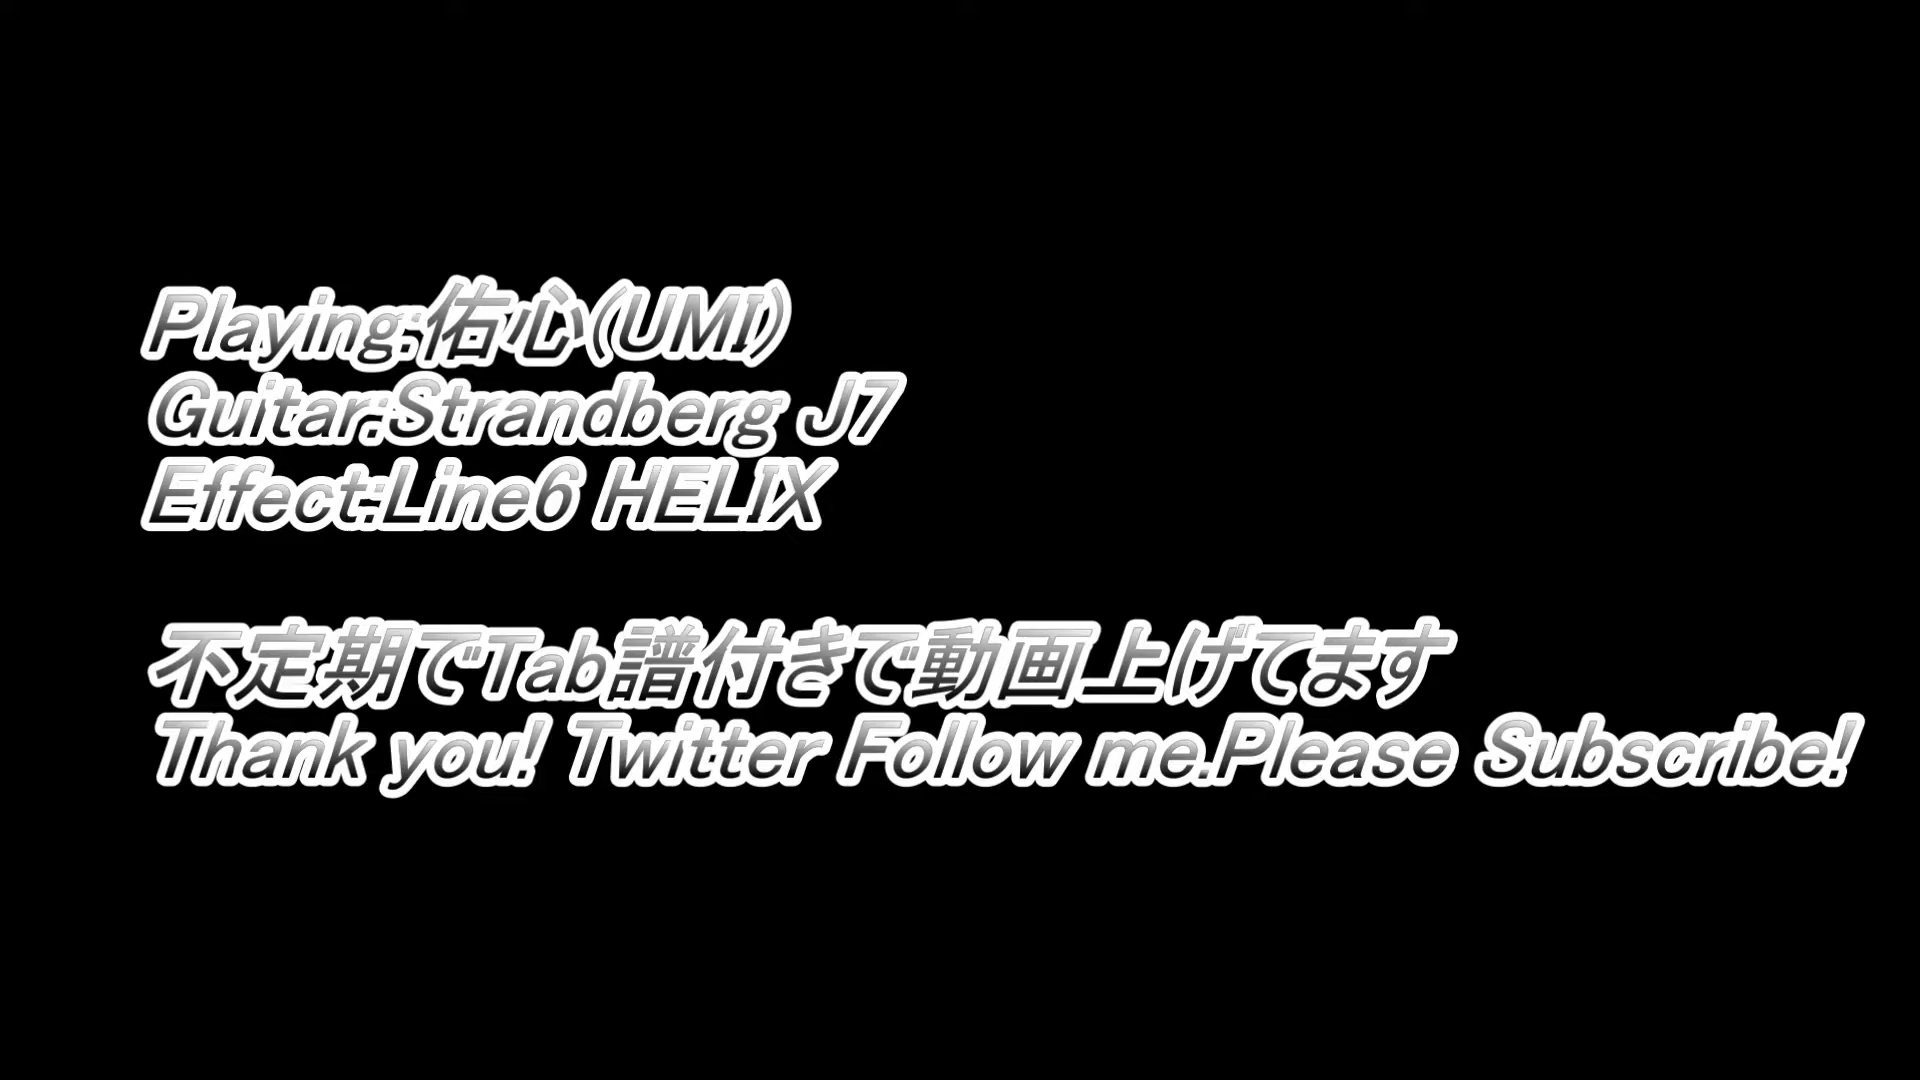 Playing:佑心(UMI)
Guitar:Strandberg J7
Effect:Line6 HELIX
不定期でTab譜付きで動画上げてます
Thank you! Twitter Follow me.Please Subscribe!